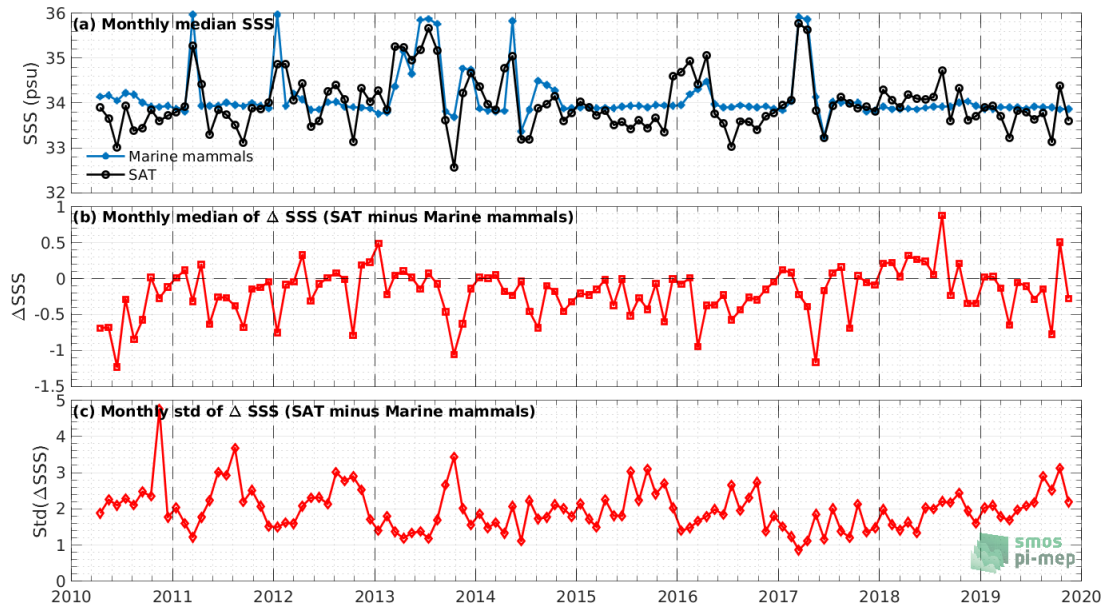 (a) Monthly median SSS
36
35
34
33
32
SSS (psu)
Marine mammals
SAT
(b) Monthly median of Δ SSS (SAT minus Marine mammals)
1
0.5
0
-0.5
-1
-1.5
ΔSSS
(c) Monthly std of Δ SSS (SAT minus Marine mammals)
5
4
3
2
1
0
Std(ΔSSS)
smos
pi-mep
2010 2011 2012 2013 2014 2015 2016 2017 2018 2019 2020